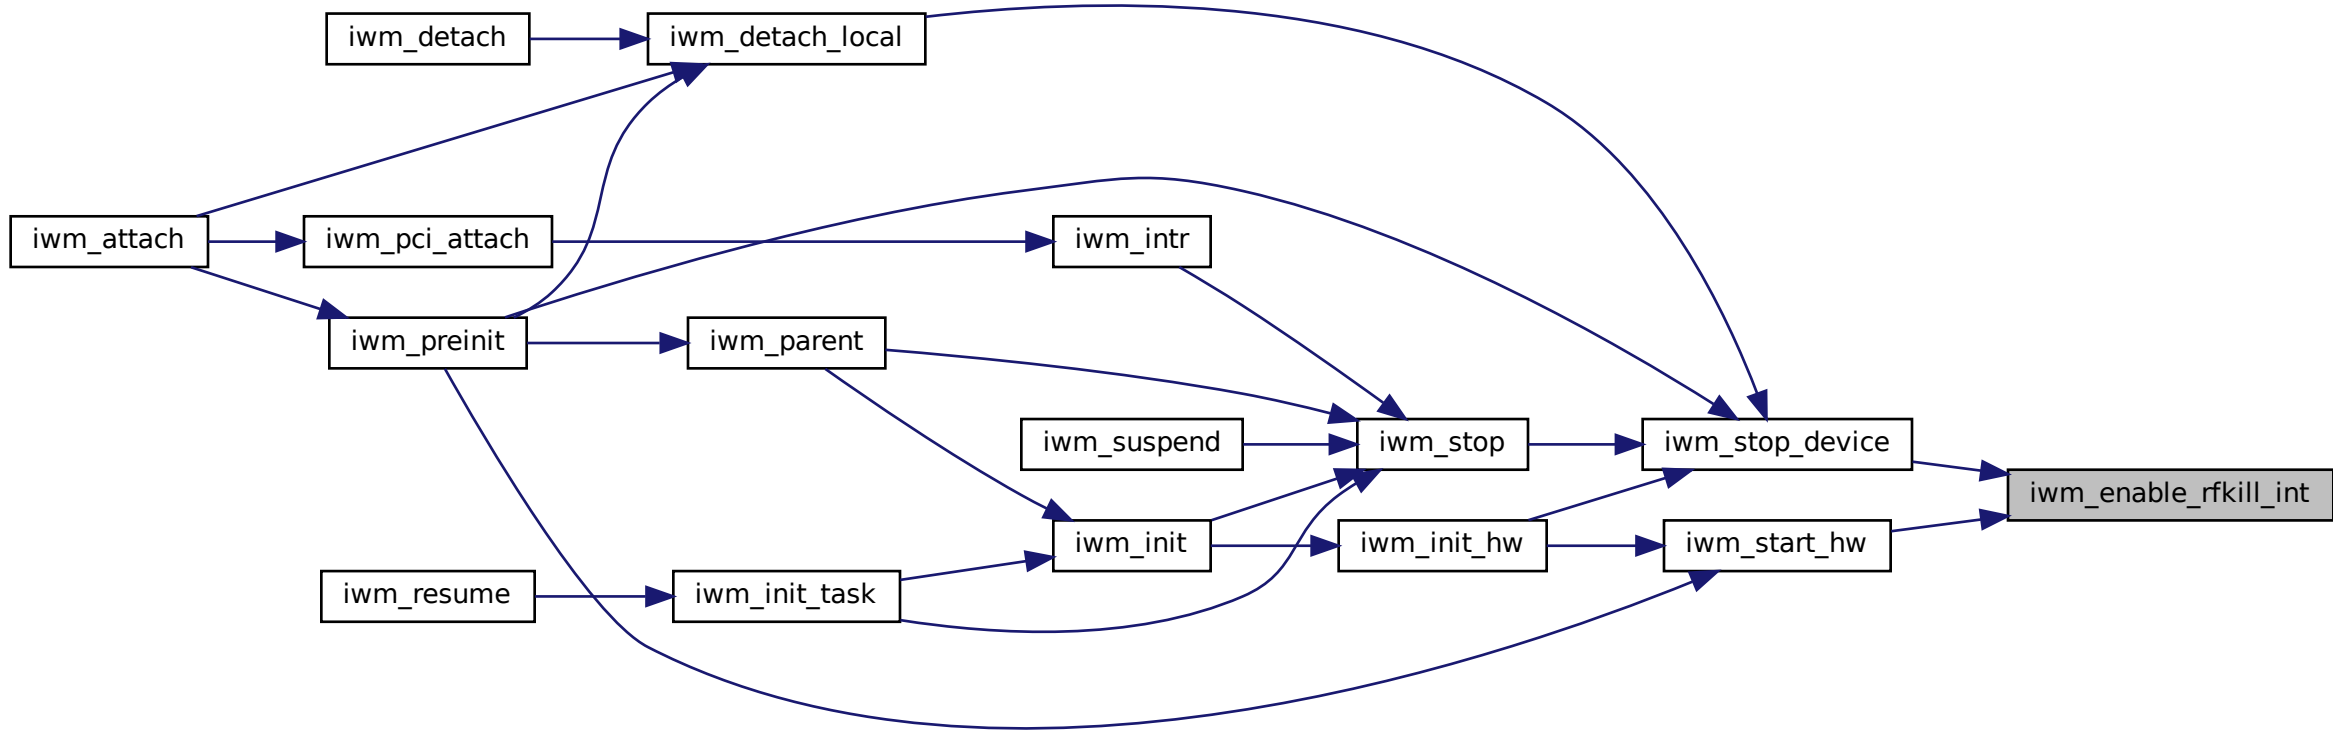 iwm_detach
iwm_detach_local
iwm_attach
iwm_pci_attach
iwm_intr
iwm_preinit
iwm_parent
iwm_suspend
iwm_stop
iwm_stop_device
iwm_enable_rfkill_int
iwm_init
iwm_init_hw
iwm_start_hw
iwm_resume
iwm_init_task